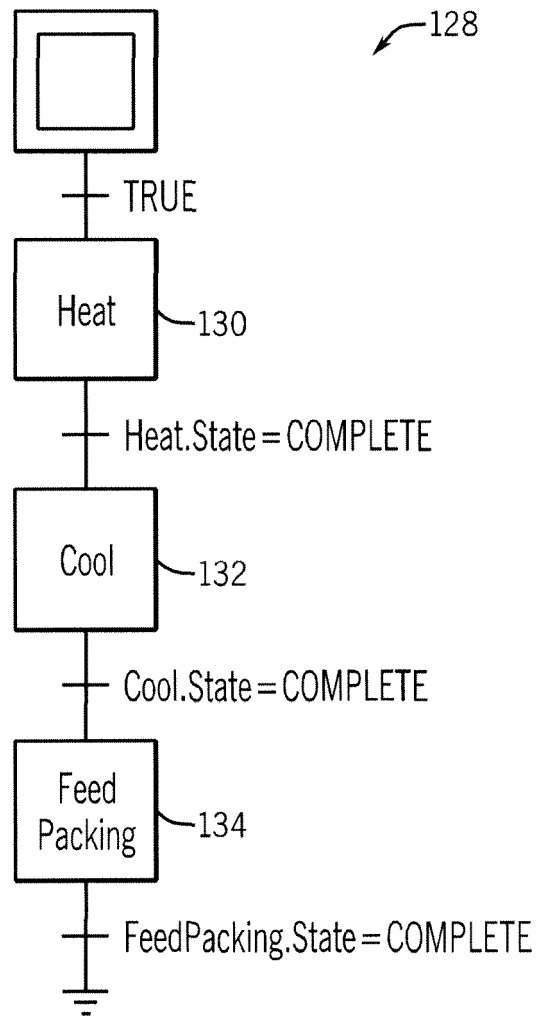 128
TRUE
Heat
130
Heat.State = COMPLETE
Cool
132
Cool.State = COMPLETE
Feed
Packing
134
FeedPacking.State = COMPLETE